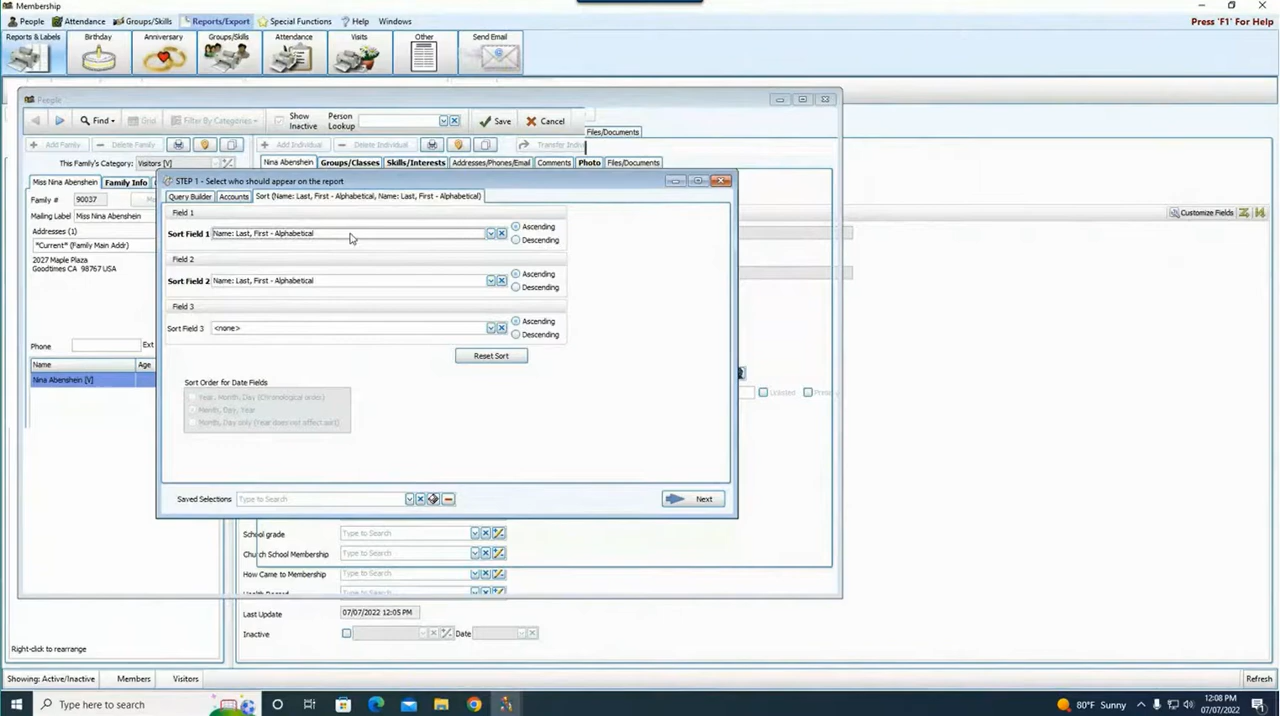 Membership
People Attendance Groups/Skills Reports/Export Special Functions Help Windows
Press 'F1' For Help
Reports & Labels Birthday Anniversary Groups/Skills Attendance Visits Other Send Email
People
Find Grid Filter By Categories Show Inactive Person Lookup Save Cancel
Files/Documents
Add Family Delete Family Add Individual Delete Individual
This Family's Category: Visitors [V]
Nina Abenshein Groups/Classes Skills/Interests Addresses/Phones/Email Comments Photo Files/Documents
Miss Nina Abenshein Family Info
Family # 90037
Mailing Label Miss Nina Abenshein
Addresses (1)
*Current* (Family Main Addr)
2027 Maple Plaza
Goodtimes CA 98767 USA
Phone Ext
Name Age
Nina Abenshein [V]
Customize Fields
STEP 1 - Select who should appear on the report
Query Builder Accounts Sort (Name: Last, First - Alphabetical, Name: Last, First - Alphabetical)
Field 1
Sort Field 1 Name: Last, First - Alphabetical
Ascending
Descending
Field 2
Sort Field 2 Name: Last, First - Alphabetical
Ascending
Descending
Field 3
Sort Field 3 <none>
Ascending
Descending
Reset Sort
Sort Order for Date Fields
Year, Month, Day (Chronological order)
Month, Day, Year
Month, Day only (Year does not affect sort)
Saved Selections Type to Search
Next
Unlisted
School grade Type to Search
Church School Membership Type to Search
How Came to Membership Type to Search
Last Update 07/07/2022 12:05 PM
Inactive Date
Right-click to rearrange
Showing: Active/Inactive Members Visitors Refresh
Type here to search
80°F Sunny
12:08 PM
07/07/2022